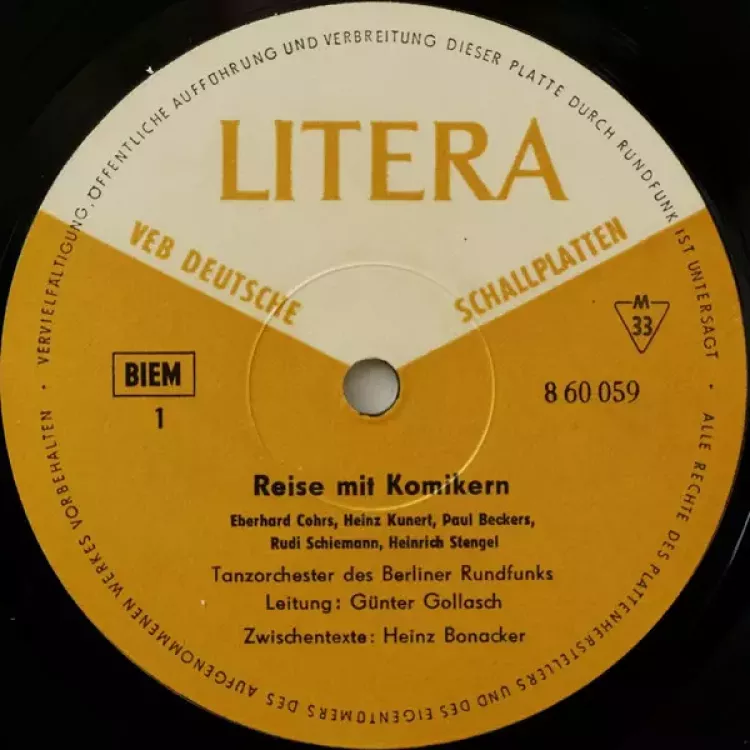 ALLE RECHTE DES PLATTENHERSTELLERS UND DES EIGENTÜMERS DES AUFGENOMMENEN WERKES VORBEHALTEN • VERVIELFÄLTIGUNG, ÖFFENTLICHE AUFFÜHRUNG UND VERBREITUNG DIESER PLATTE DURCH RUNDFUNK IST UNTERSAGT •
LITERA
VEB DEUTSCHE SCHALLPLATTEN
M
33
BIEM
1
8 60 059
Reise mit Komikern
Eberhard Cohrs, Heinz Kunert, Paul Beckers,
Rudi Schiemann, Heinrich Stengel
Tanzorchester des Berliner Rundfunks
Leitung: Günter Gollasch
Zwischentexte: Heinz Bonacker